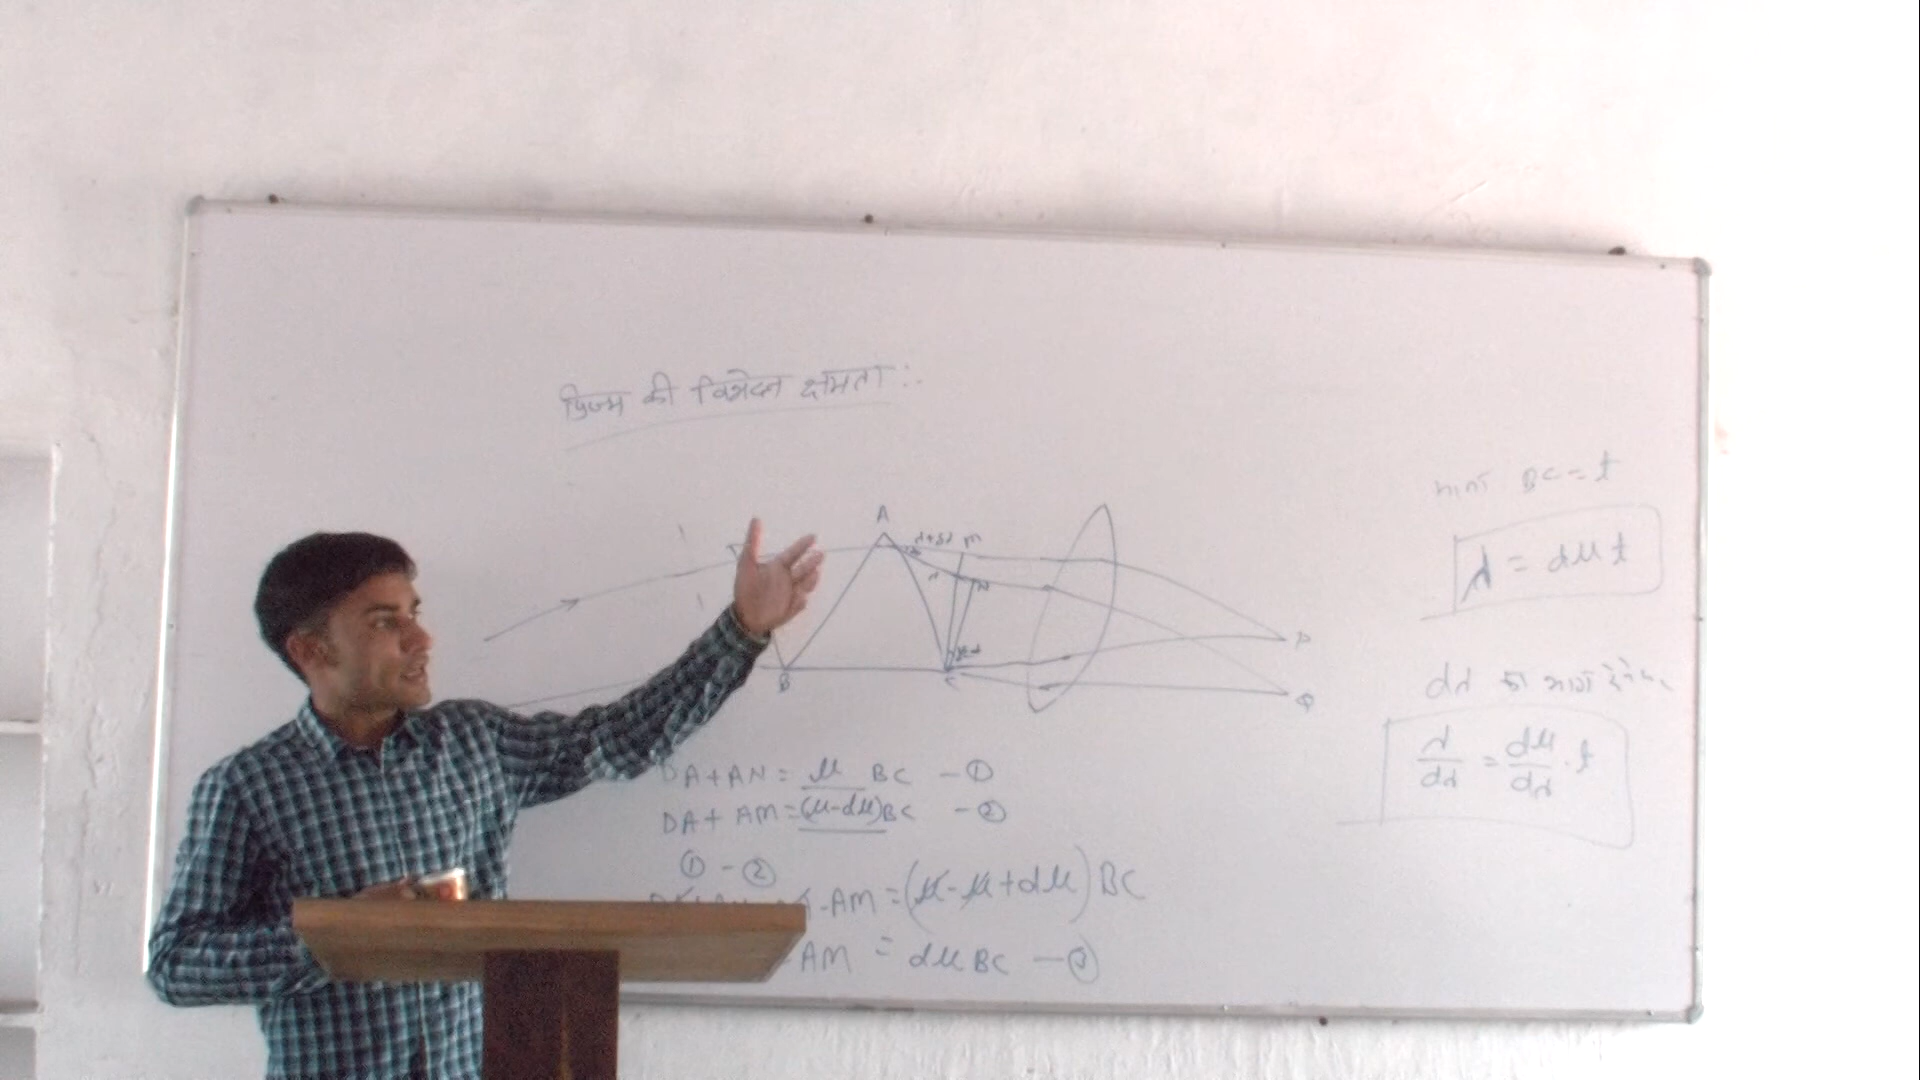 प्रिज्म की विभेदन क्षमता :-
A
λ+dλ M
λ
N
B
C
P
Q
DA+AN = μ BC - ①
DA+ AM = (μ-dμ)BC - ②
① - ②
-AM = (μ-μ+dμ) BC
AM = dμ BC - ③
माना BC = t
λ = dμ t
dλ का भाग देने पर
λ/dλ = dμ/dλ . t